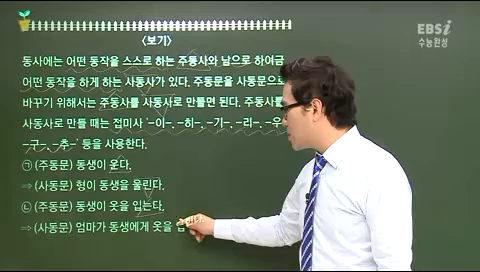 EBSi
수능완성
<보기>
동사에는 어떤 동작을 스스로 하는 주동사와 남으로 하여금
어떤 동작을 하게 하는 사동사가 있다. 주동문을 사동문으로
바꾸기 위해서는 주동사를 사동사로 만들면 된다. 주동사를
사동사로 만들 때는 접미사 '-이-, -히-, -기-, -리-, -우-
-구-, -추-' 등을 사용한다.
㉠ (주동문) 동생이 운다.
⇒ (사동문) 형이 동생을 울린다.
㉡ (주동문) 동생이 옷을 입는다.
⇒ (사동문) 엄마가 동생에게 옷을